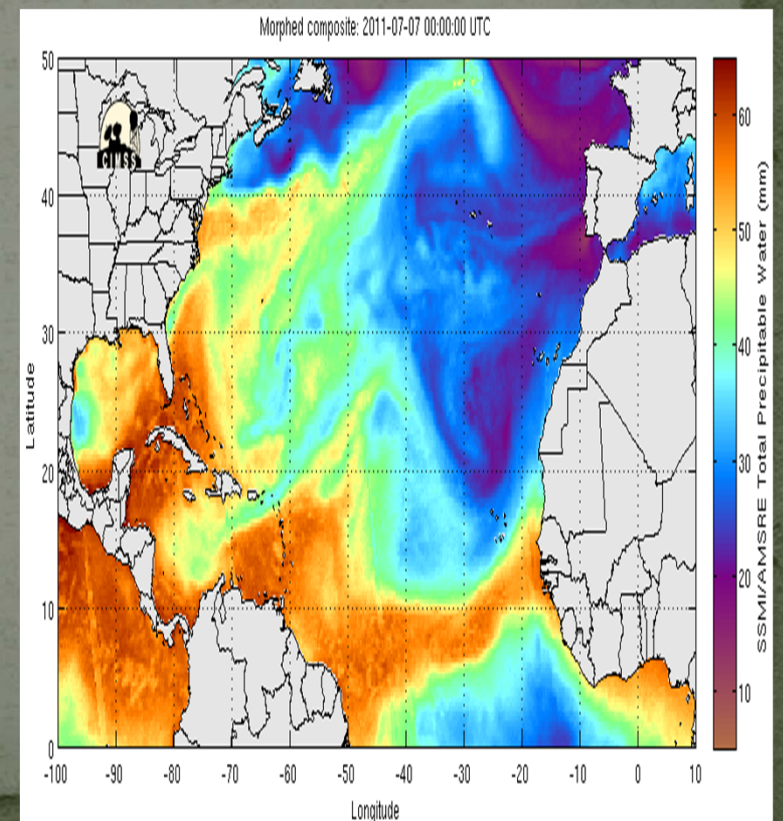 Morphed composite: 2011-07-07 00:00:00 UTC
50
40
30
20
10
0
Latitude
CIMSS
-100 -90 -80 -70 -60 -50 -40 -30 -20 -10 0 10
Longitude
60
50
40
30
20
10
SSMI/AMSRE Total Precipitable Water (mm)